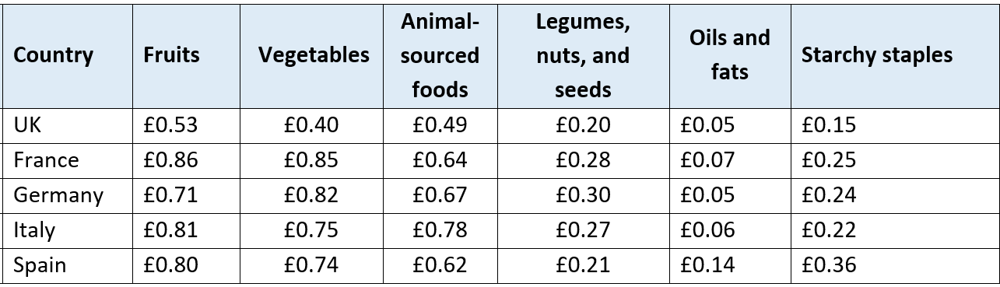 Country Fruits Vegetables Animal-sourced foods Legumes, nuts, and seeds Oils and fats Starchy staples
UK £0.53 £0.40 £0.49 £0.20 £0.05 £0.15
France £0.86 £0.85 £0.64 £0.28 £0.07 £0.25
Germany £0.71 £0.82 £0.67 £0.30 £0.05 £0.24
Italy £0.81 £0.75 £0.78 £0.27 £0.06 £0.22
Spain £0.80 £0.74 £0.62 £0.21 £0.14 £0.36